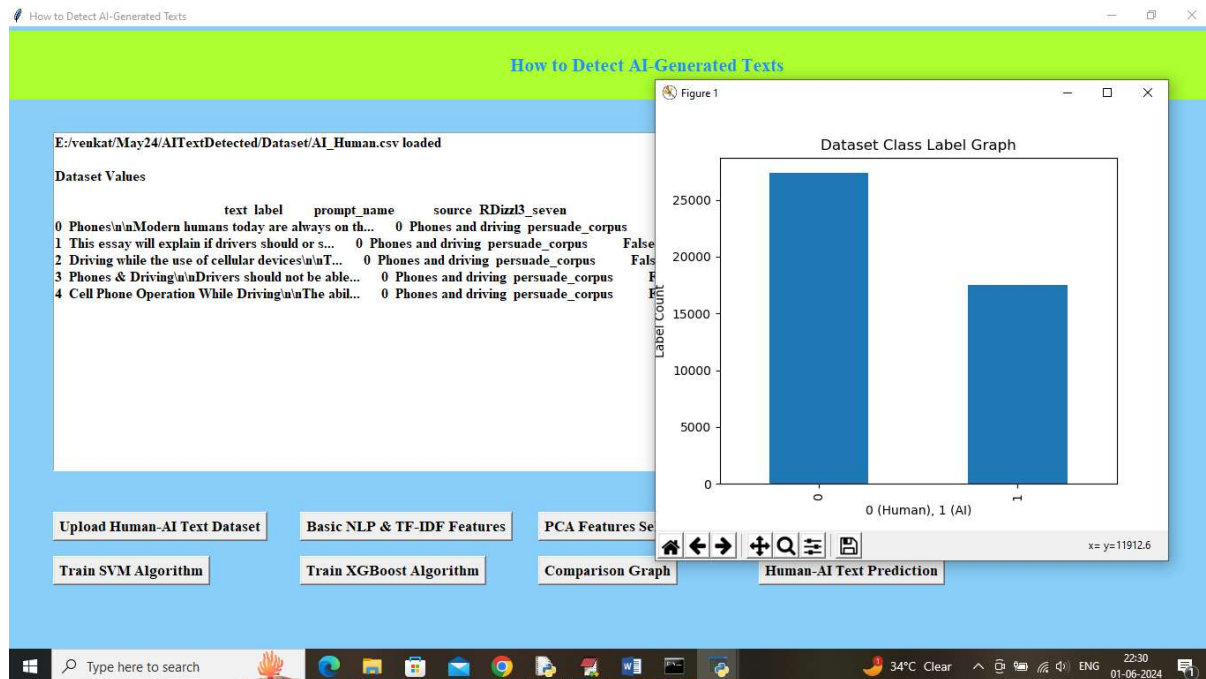 How to Detect AI-Generated Texts
How to Detect AI-Generated Texts
E:/venkat/May24/AITextDetected/Dataset/AI_Human.csv loaded
Dataset Values
text label prompt_name source RDizzl3_seven
0 Phones\n\nModern humans today are always on th... 0 Phones and driving persuade_corpus
1 This essay will explain if drivers should or s... 0 Phones and driving persuade_corpus False
2 Driving while the use of cellular devices\n\nT... 0 Phones and driving persuade_corpus Fals
3 Phones & Driving\n\nDrivers should not be able... 0 Phones and driving persuade_corpus F
4 Cell Phone Operation While Driving\n\nThe abil... 0 Phones and driving persuade_corpus F
Figure 1
Dataset Class Label Graph
25000
20000
15000
10000
5000
0
Label Count
0
1
0 (Human), 1 (AI)
x= y=11912.6
Upload Human-AI Text Dataset
Basic NLP & TF-IDF Features
PCA Features Se
Train SVM Algorithm
Train XGBoost Algorithm
Comparison Graph
Human-AI Text Prediction
Type here to search
34°C Clear
ENG
22:30
01-06-2024